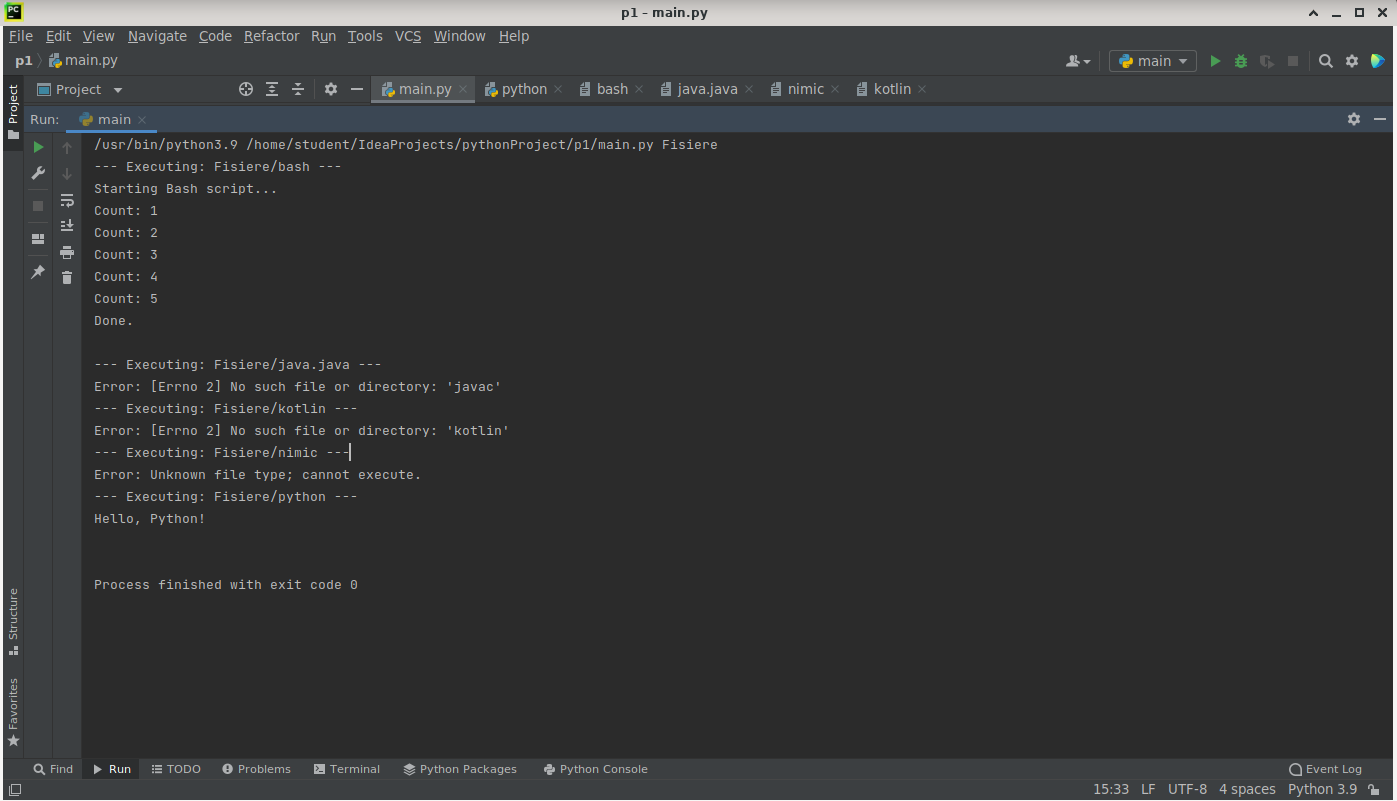 PC
p1 – main.py
File Edit View Navigate Code Refactor Run Tools VCS Window Help
p1 main.py
main
Project
Project
main.py python bash java.java nimic kotlin
Run: main
/usr/bin/python3.9 /home/student/IdeaProjects/pythonProject/p1/main.py Fisiere
--- Executing: Fisiere/bash ---
Starting Bash script...
Count: 1
Count: 2
Count: 3
Count: 4
Count: 5
Done.
--- Executing: Fisiere/java.java ---
Error: [Errno 2] No such file or directory: 'javac'
--- Executing: Fisiere/kotlin ---
Error: [Errno 2] No such file or directory: 'kotlin'
--- Executing: Fisiere/nimic ---
Error: Unknown file type; cannot execute.
--- Executing: Fisiere/python ---
Hello, Python!
Process finished with exit code 0
Structure
Favorites
Find Run TODO Problems Terminal Python Packages Python Console Event Log
15:33 LF UTF-8 4 spaces Python 3.9